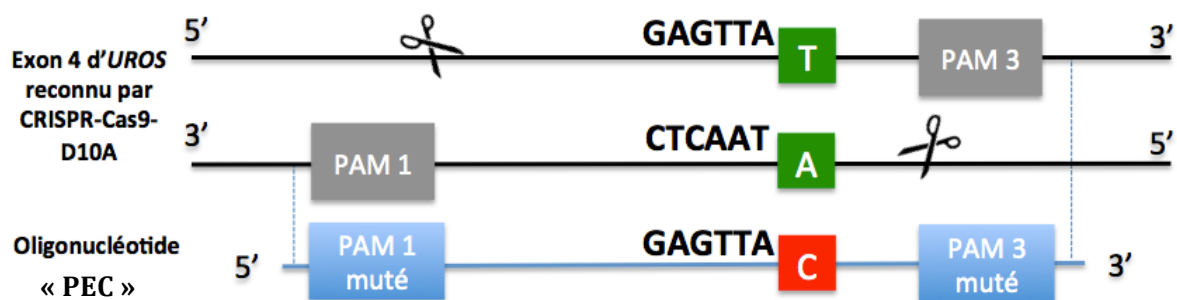 5’ GAGTTA T PAM 3 3’
Exon 4 d’UROS
reconnu par
CRISPR-Cas9-
D10A
3’ PAM 1 CTCAAT A 5’
Oligonucléotide
« PEC »
5’ PAM 1
muté GAGTTA C PAM 3
muté 3’